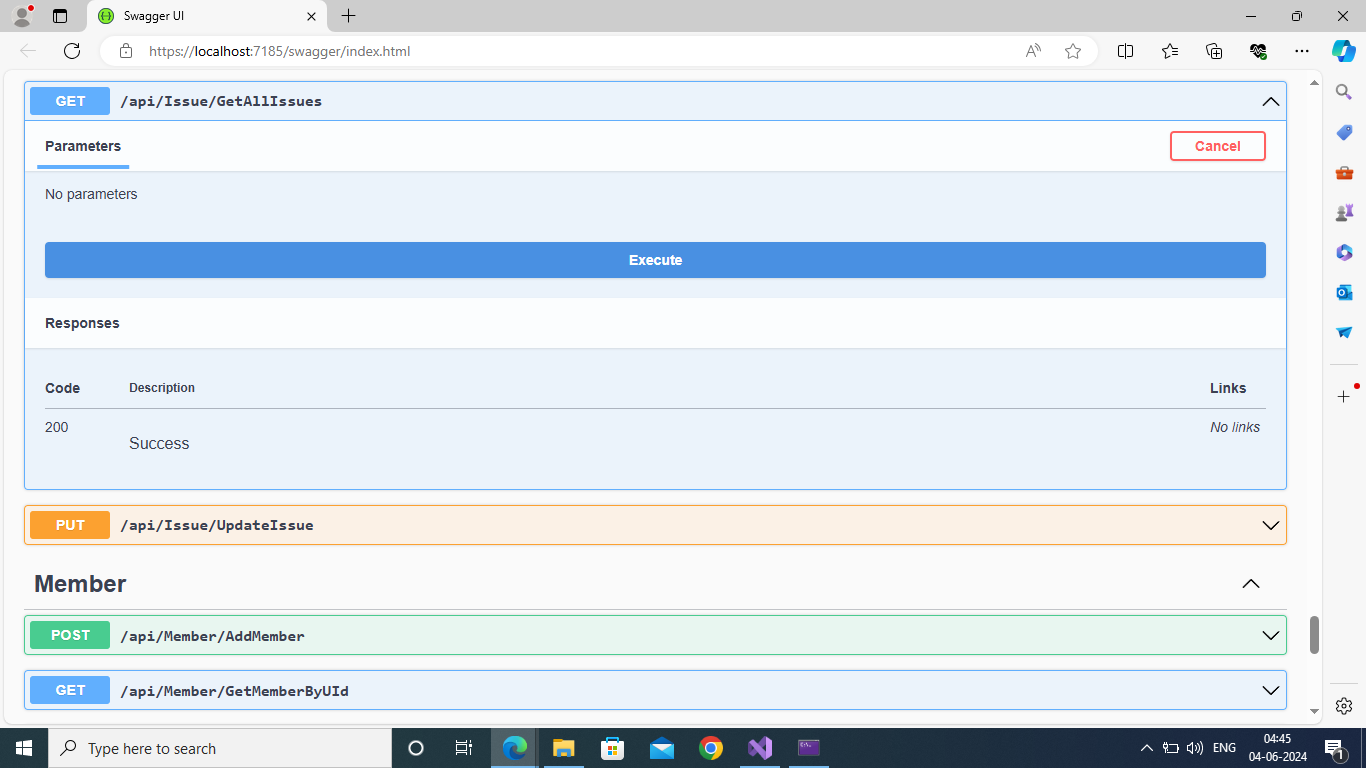 Swagger UI
https://localhost:7185/swagger/index.html
GET /api/Issue/GetAllIssues
Parameters
Cancel
No parameters
Execute
Responses
Code Description Links
200 Success No links
PUT /api/Issue/UpdateIssue
Member
POST /api/Member/AddMember
GET /api/Member/GetMemberByUId
Type here to search
ENG
04:45
04-06-2024
1